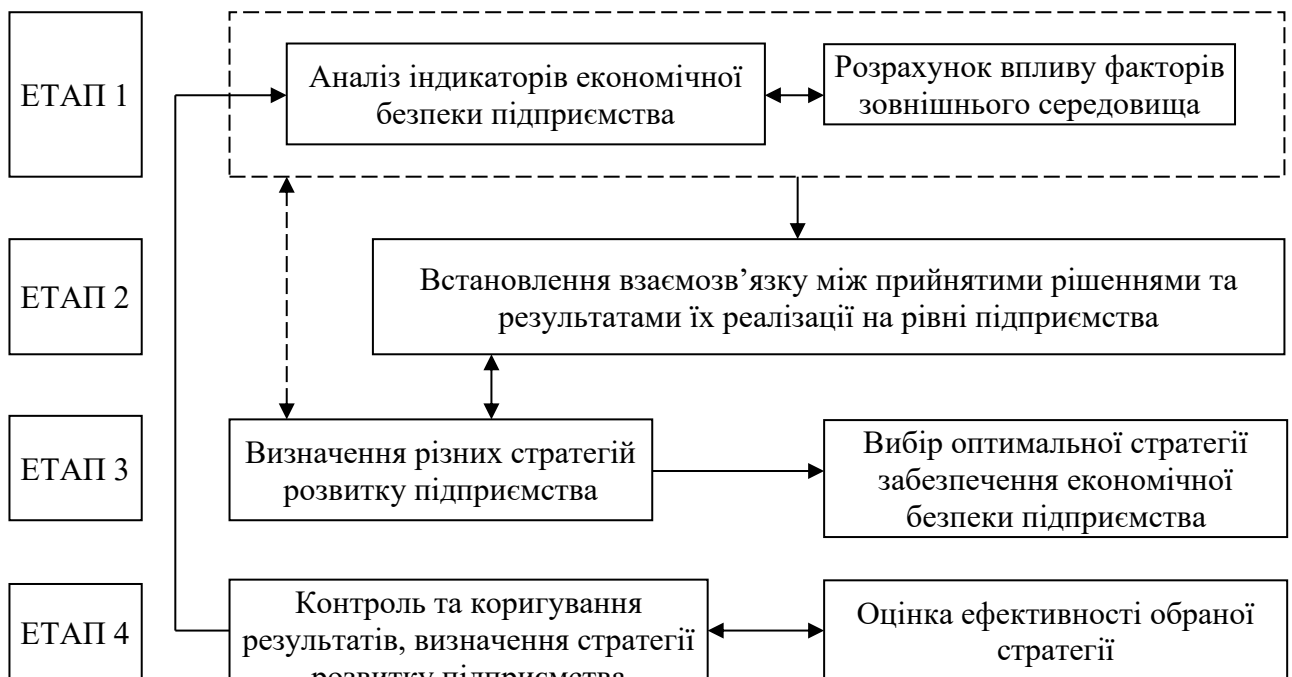 ЕТАП 1
Аналіз індикаторів економічної
безпеки підприємства
Розрахунок впливу факторів
зовнішнього середовища
ЕТАП 2
Встановлення взаємозв’язку між прийнятими рішеннями та
результатами їх реалізації на рівні підприємства
ЕТАП 3
Визначення різних стратегій
розвитку підприємства
Вибір оптимальної стратегії
забезпечення економічної
безпеки підприємства
ЕТАП 4
Контроль та коригування
результатів, визначення стратегії
розвитку підприємства
Оцінка ефективності обраної
стратегії